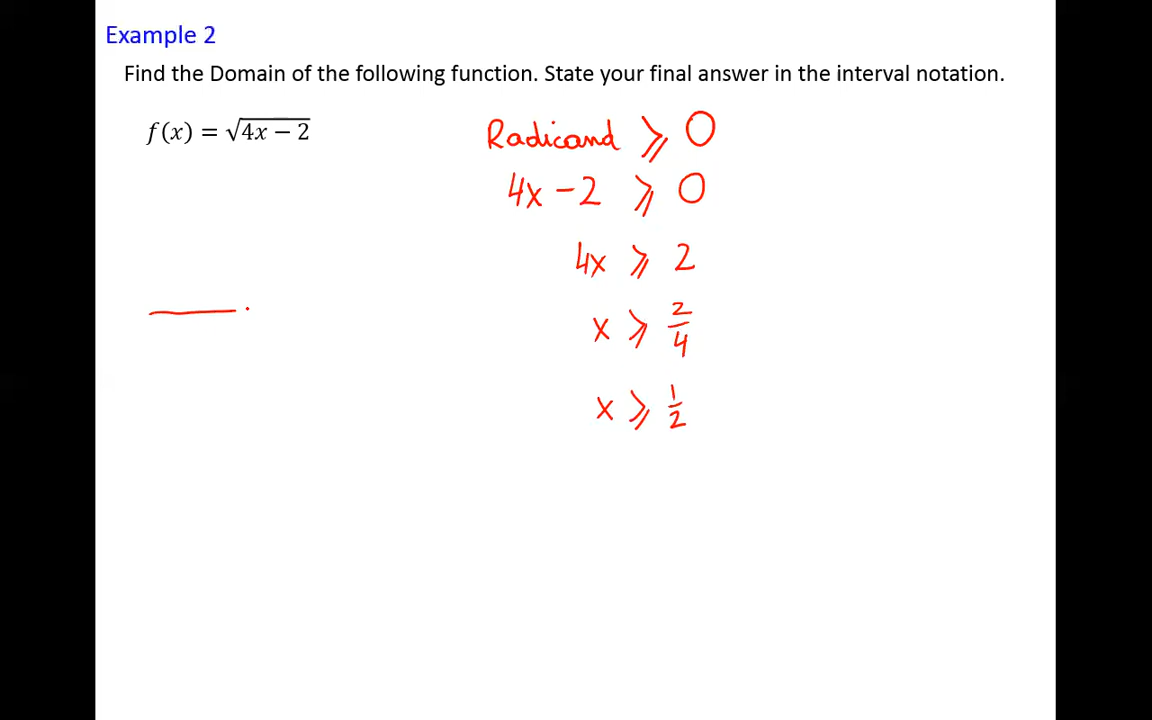 Example 2
Find the Domain of the following function. State your final answer in the interval notation.
f(x) = √(4x − 2)
Radicand ⩾ 0
4x − 2 ⩾ 0
4x ⩾ 2
x ⩾ 2/4
x ⩾ 1/2